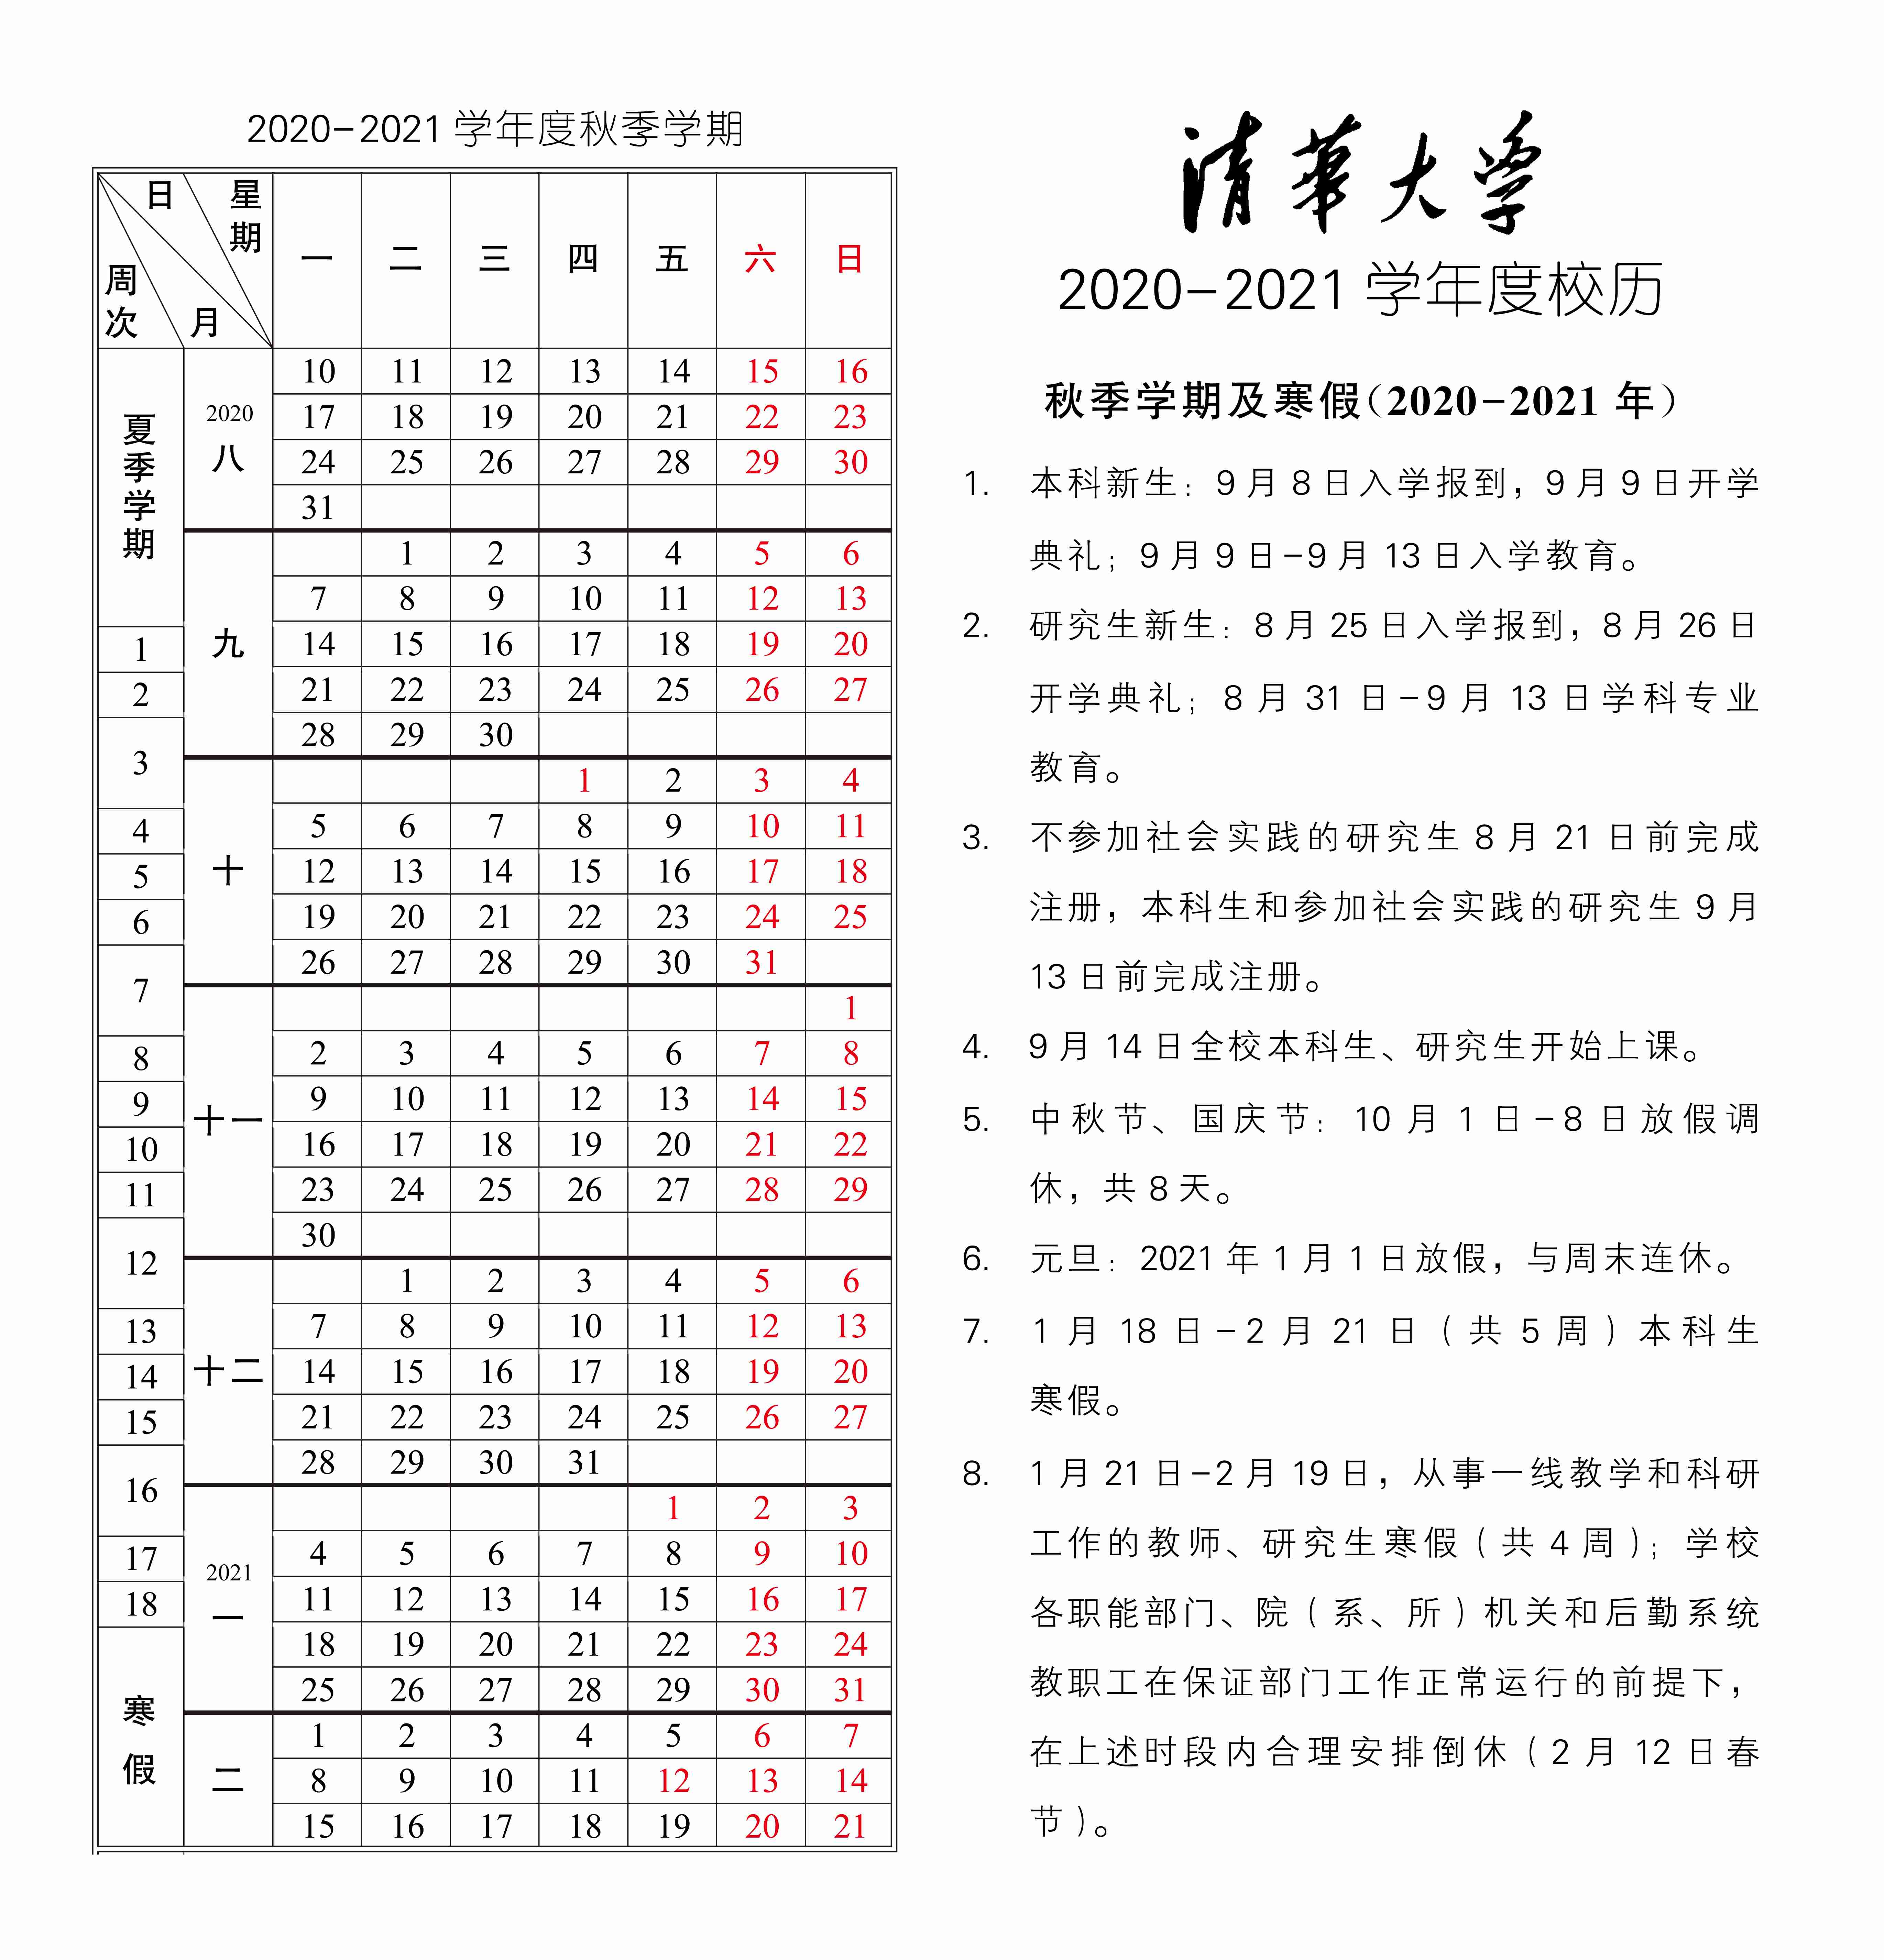 2020-2021 学年度秋季学期
日 星期 周次 月 一 二 三 四 五 六 日
夏季学期 2020 八 10 11 12 13 14 15 16
17 18 19 20 21 22 23
24 25 26 27 28 29 30
31
九 1 2 3 4 5 6
7 8 9 10 11 12 13
1 14 15 16 17 18 19 20
2 21 22 23 24 25 26 27
3 28 29 30
十 1 2 3 4
4 5 6 7 8 9 10 11
5 12 13 14 15 16 17 18
6 19 20 21 22 23 24 25
7 26 27 28 29 30 31
十一 1
8 2 3 4 5 6 7 8
9 9 10 11 12 13 14 15
10 16 17 18 19 20 21 22
11 23 24 25 26 27 28 29
12 30
十二 1 2 3 4 5 6
13 7 8 9 10 11 12 13
14 14 15 16 17 18 19 20
15 21 22 23 24 25 26 27
16 28 29 30 31
2021 一 1 2 3
17 4 5 6 7 8 9 10
18 11 12 13 14 15 16 17
寒假 18 19 20 21 22 23 24
25 26 27 28 29 30 31
二 1 2 3 4 5 6 7
8 9 10 11 12 13 14
15 16 17 18 19 20 21
清華大学
2020-2021 学年度校历
秋季学期及寒假(2020-2021 年)
1. 本科新生: 9 月 8 日入学报到, 9 月 9 日开学
典礼; 9 月 9 日-9 月 13 日入学教育。
2. 研究生新生: 8 月 25 日入学报到, 8 月 26 日
开学典礼; 8 月 31 日-9 月 13 日学科专业
教育。
3. 不参加社会实践的研究生 8 月 21 日前完成
注册, 本科生和参加社会实践的研究生 9 月
13 日前完成注册。
4. 9 月 14 日全校本科生、研究生开始上课。
5. 中秋节、国庆节: 10 月 1 日-8 日放假调
休, 共 8 天。
6. 元旦: 2021 年 1 月 1 日放假, 与周末连休。
7. 1 月 18 日-2 月 21 日(共 5 周)本科生
寒假。
8. 1 月 21 日-2 月 19 日, 从事一线教学和科研
工作的教师、研究生寒假(共 4 周); 学校
各职能部门、院(系、所)机关和后勤系统
教职工在保证部门工作正常运行的前提下,
在上述时段内合理安排倒休(2 月 12 日春
节)。